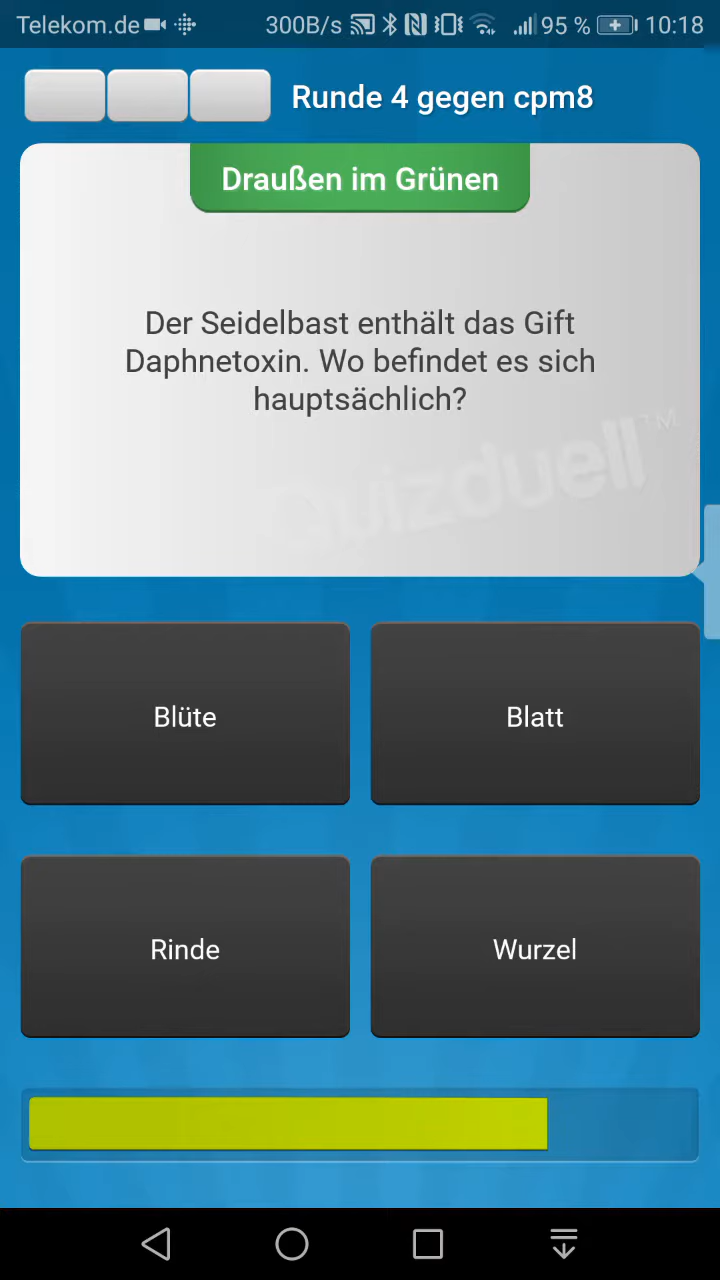 Telekom.de 300B/s 95 % 10:18
Runde 4 gegen cpm8
Draußen im Grünen
Der Seidelbast enthält das Gift
Daphnetoxin. Wo befindet es sich
hauptsächlich?
Quizduell™
Blüte
Blatt
Rinde
Wurzel